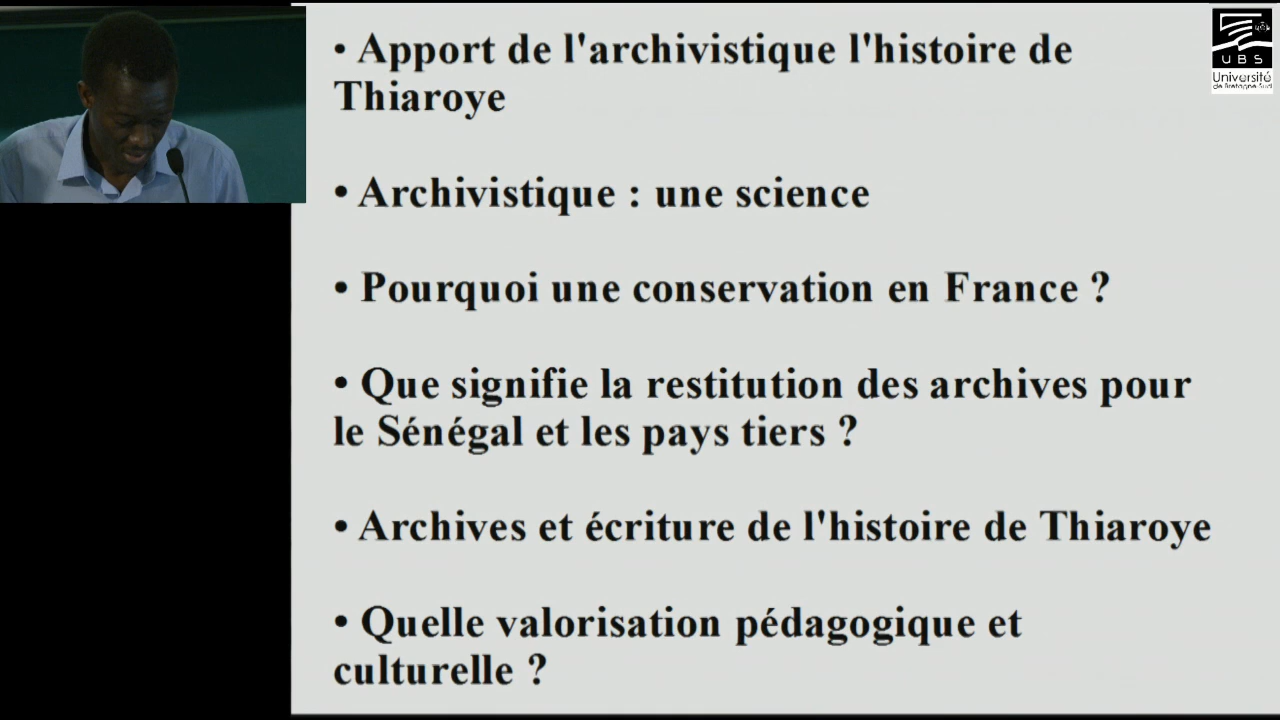 • Apport de l'archivistique l'histoire de
Thiaroye
• Archivistique : une science
• Pourquoi une conservation en France ?
• Que signifie la restitution des archives pour
le Sénégal et les pays tiers ?
• Archives et écriture de l'histoire de Thiaroye
• Quelle valorisation pédagogique et
culturelle ?
UBS
Université
de Bretagne-Sud